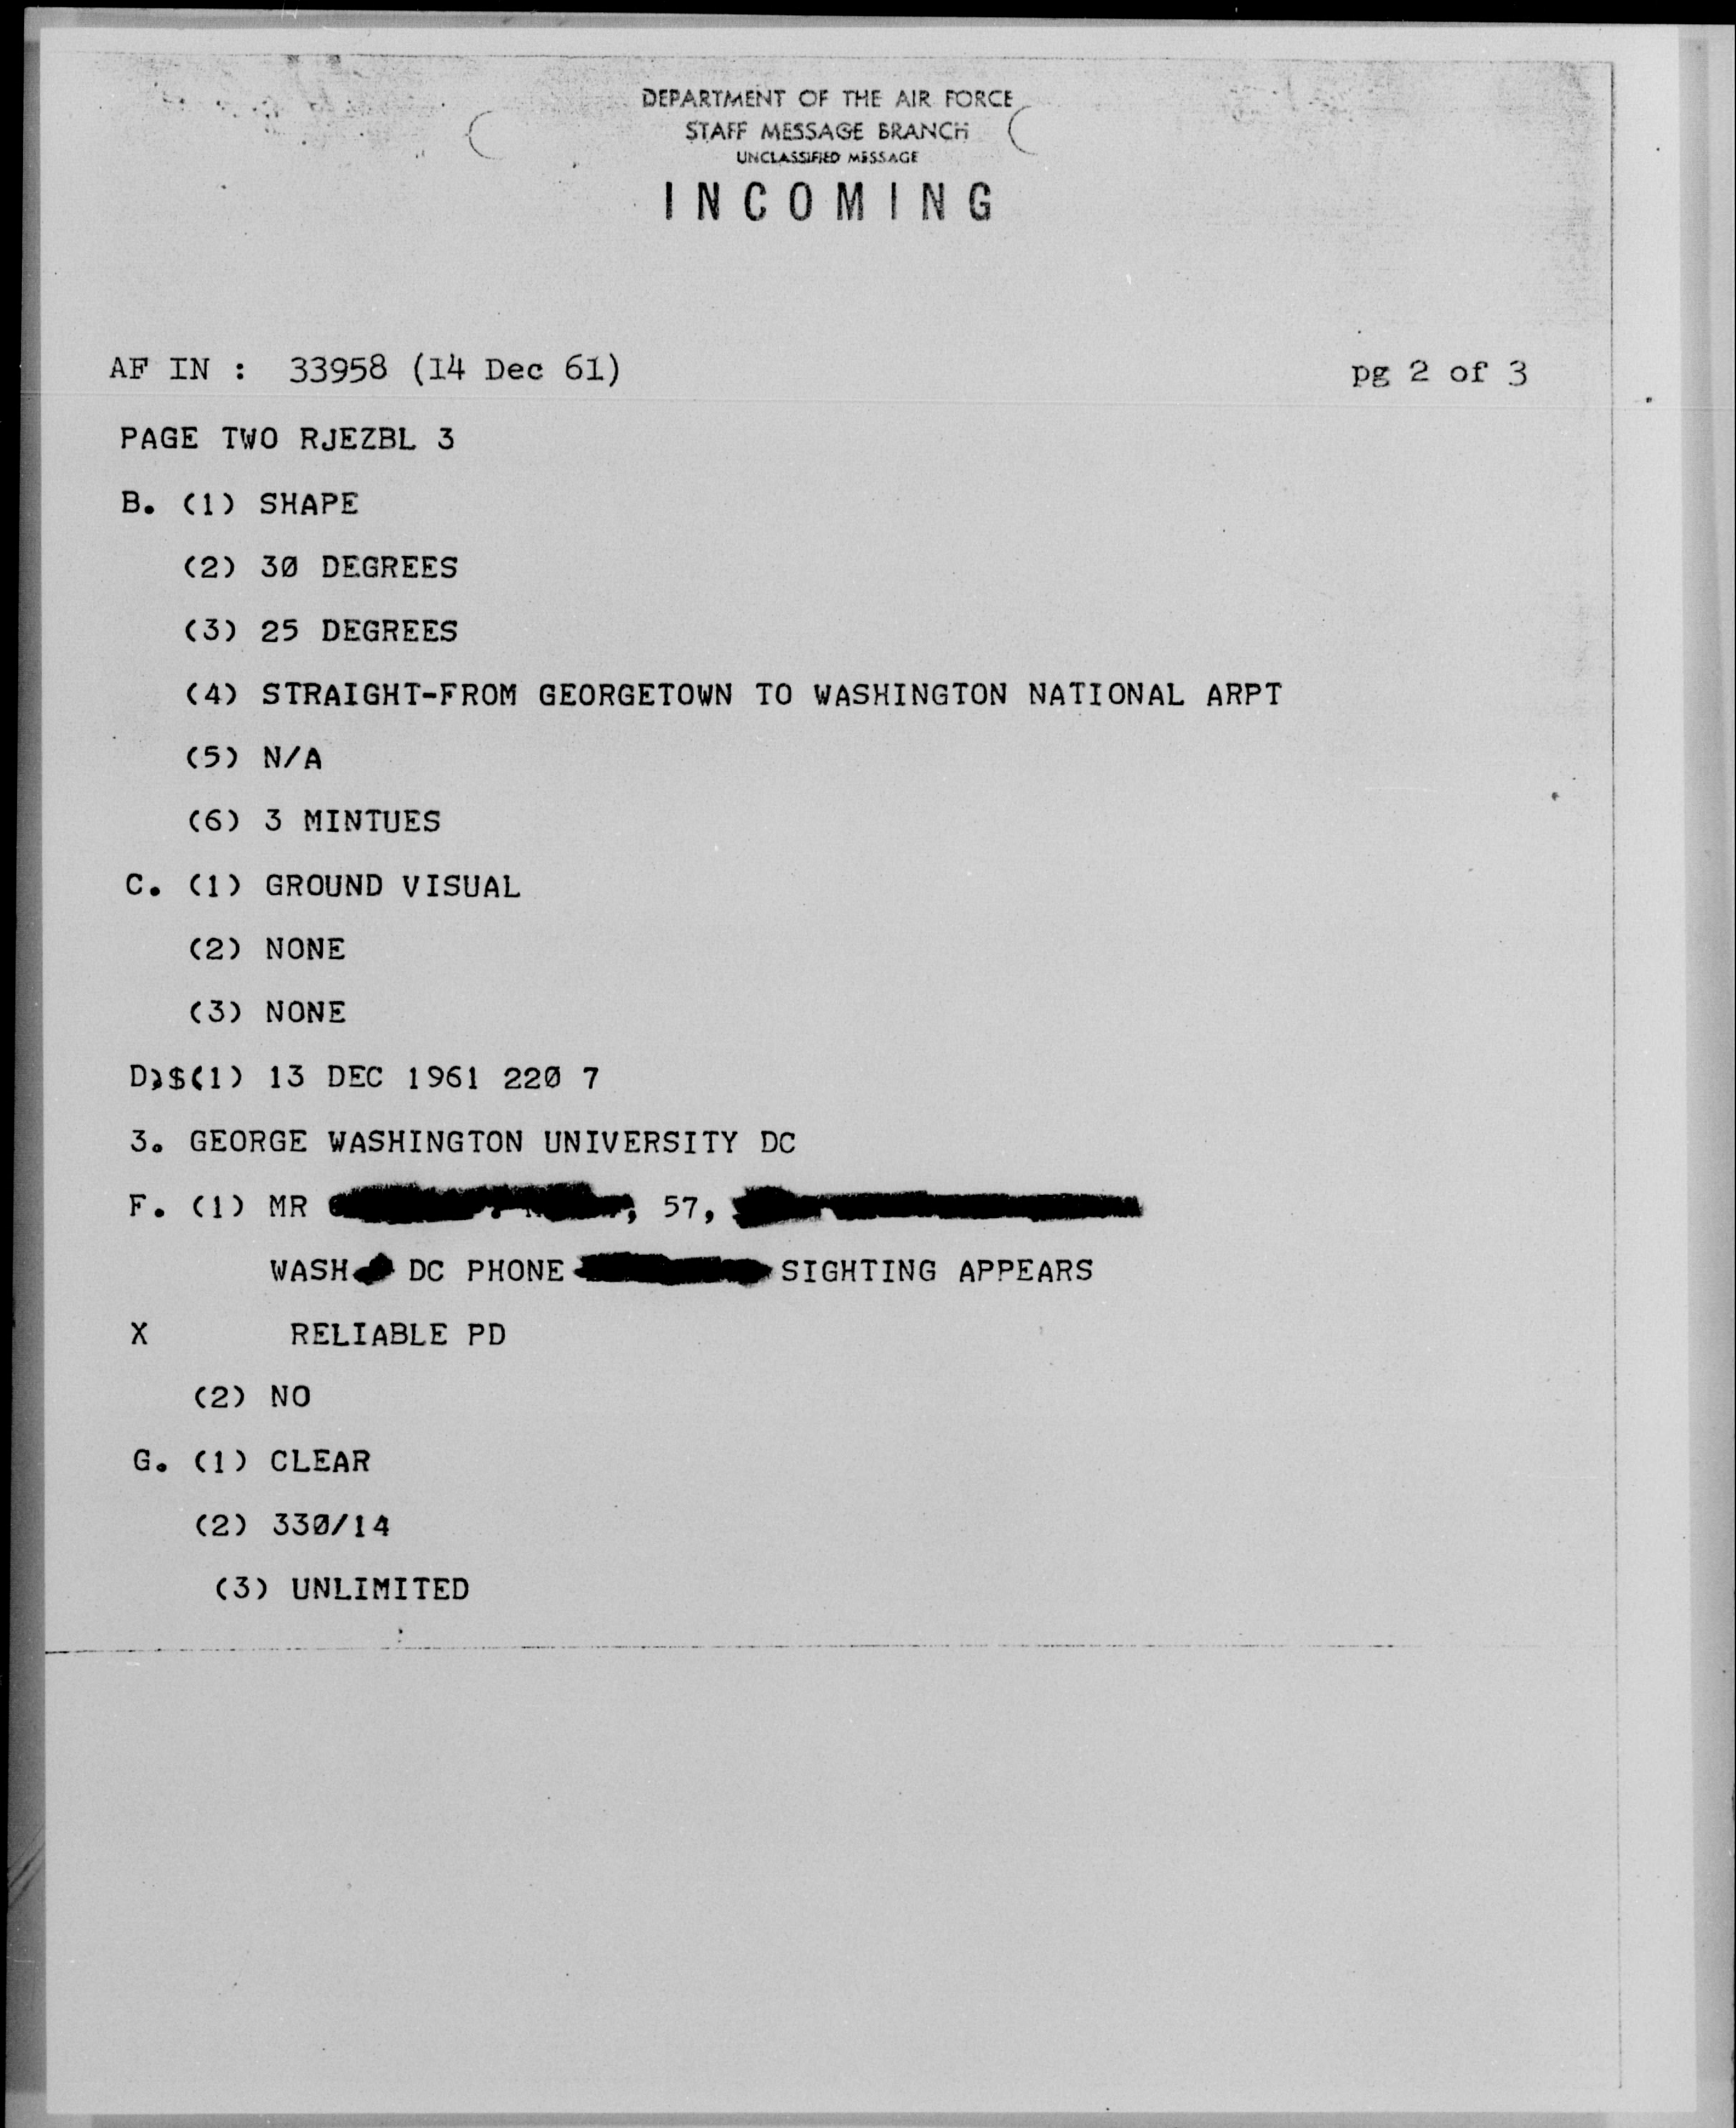 DEPARTMENT OF THE AIR FORCE
STAFF MESSAGE BRANCH
UNCLASSIFIED MESSAGE
INCOMING
AF IN : 33958 (14 Dec 61) pg 2 of 3
PAGE TWO RJEZBL 3
B. (1) SHAPE
(2) 30 DEGREES
(3) 25 DEGREES
(4) STRAIGHT-FROM GEORGETOWN TO WASHINGTON NATIONAL ARPT
(5) N/A
(6) 3 MINTUES
C. (1) GROUND VISUAL
(2) NONE
(3) NONE
D)$(1) 13 DEC 1961 220 7
3. GEORGE WASHINGTON UNIVERSITY DC
F. (1) MR , 57,
WASH DC PHONE SIGHTING APPEARS
X RELIABLE PD
(2) NO
G. (1) CLEAR
(2) 330/14
(3) UNLIMITED